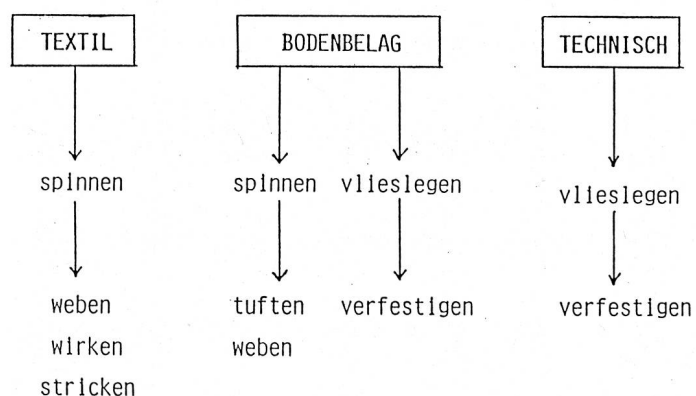 TEXTIL BODENBELAG TECHNISCH
spinnen spinnen vlieslegen vlieslegen
weben tuften verfestigen verfestigen
wirken weben
stricken